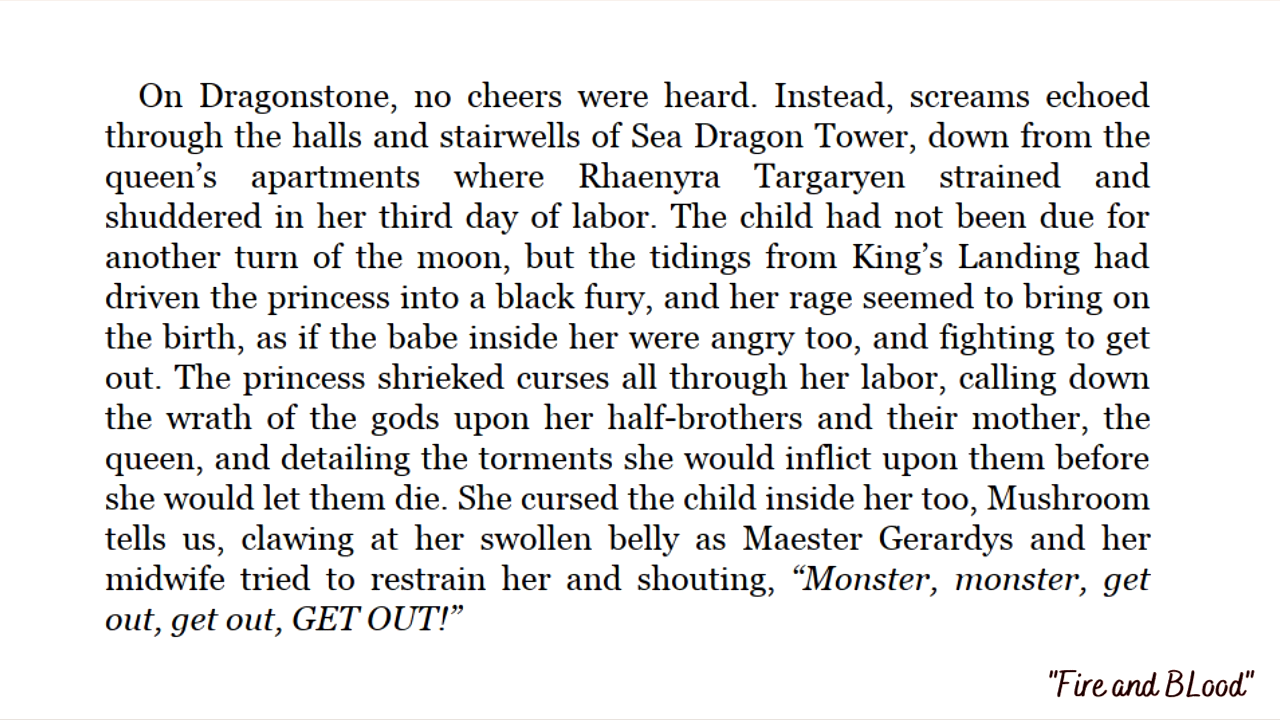 On Dragonstone, no cheers were heard. Instead, screams echoed
through the halls and stairwells of Sea Dragon Tower, down from the
queen’s apartments where Rhaenyra Targaryen strained and
shuddered in her third day of labor. The child had not been due for
another turn of the moon, but the tidings from King’s Landing had
driven the princess into a black fury, and her rage seemed to bring on
the birth, as if the babe inside her were angry too, and fighting to get
out. The princess shrieked curses all through her labor, calling down
the wrath of the gods upon her half-brothers and their mother, the
queen, and detailing the torments she would inflict upon them before
she would let them die. She cursed the child inside her too, Mushroom
tells us, clawing at her swollen belly as Maester Gerardys and her
midwife tried to restrain her and shouting, “Monster, monster, get
out, get out, GET OUT!”
"Fire and BLood"